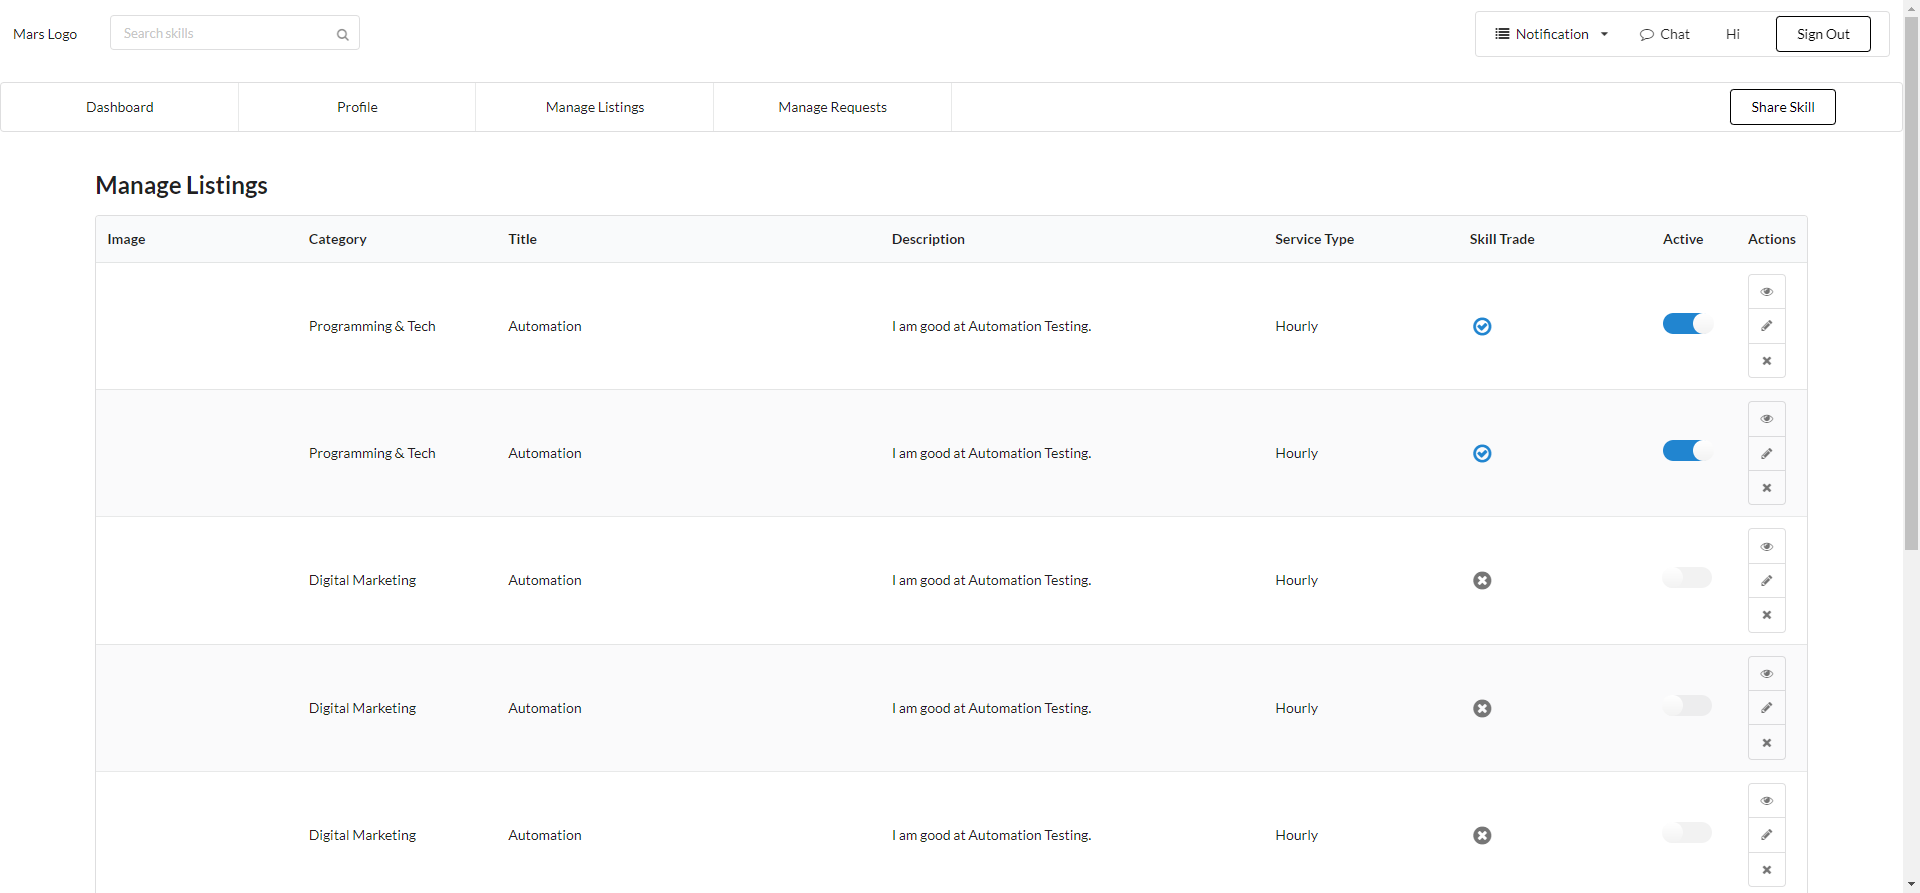 Mars Logo
Search skills
Notification
Chat
Hi
Sign Out
Dashboard
Profile
Manage Listings
Manage Requests
Share Skill
Manage Listings
Image Category Title Description Service Type Skill Trade Active Actions
Programming & Tech Automation I am good at Automation Testing. Hourly
Programming & Tech Automation I am good at Automation Testing. Hourly
Digital Marketing Automation I am good at Automation Testing. Hourly
Digital Marketing Automation I am good at Automation Testing. Hourly
Digital Marketing Automation I am good at Automation Testing. Hourly